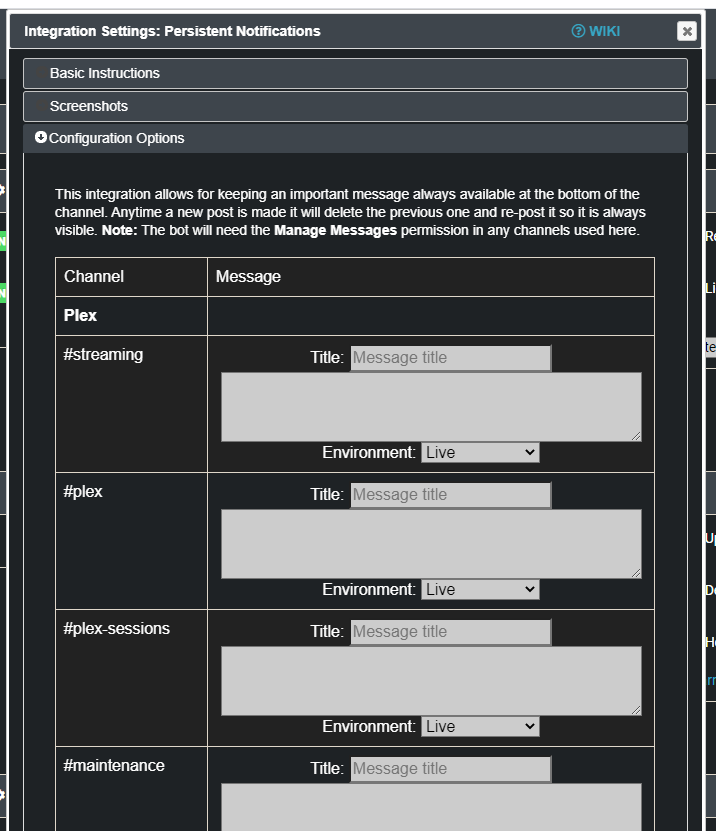 Integration Settings: Persistent Notifications
WIKI
Basic Instructions
Screenshots
Configuration Options
This integration allows for keeping an important message always available at the bottom of the
channel. Anytime a new post is made it will delete the previous one and re-post it so it is always
visible. Note: The bot will need the Manage Messages permission in any channels used here.
Channel Message
Plex
#streaming Title: Message title
Environment: Live
#plex Title: Message title
Environment: Live
#plex-sessions Title: Message title
Environment: Live
#maintenance Title: Message title